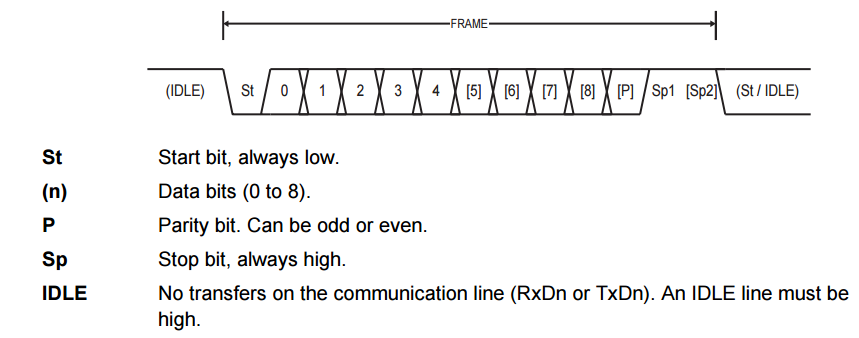 FRAME
(IDLE) St 0 1 2 3 4 [5] [6] [7] [8] [P] Sp1 [Sp2] (St / IDLE)
St Start bit, always low.
(n) Data bits (0 to 8).
P Parity bit. Can be odd or even.
Sp Stop bit, always high.
IDLE No transfers on the communication line (RxDn or TxDn). An IDLE line must be
high.